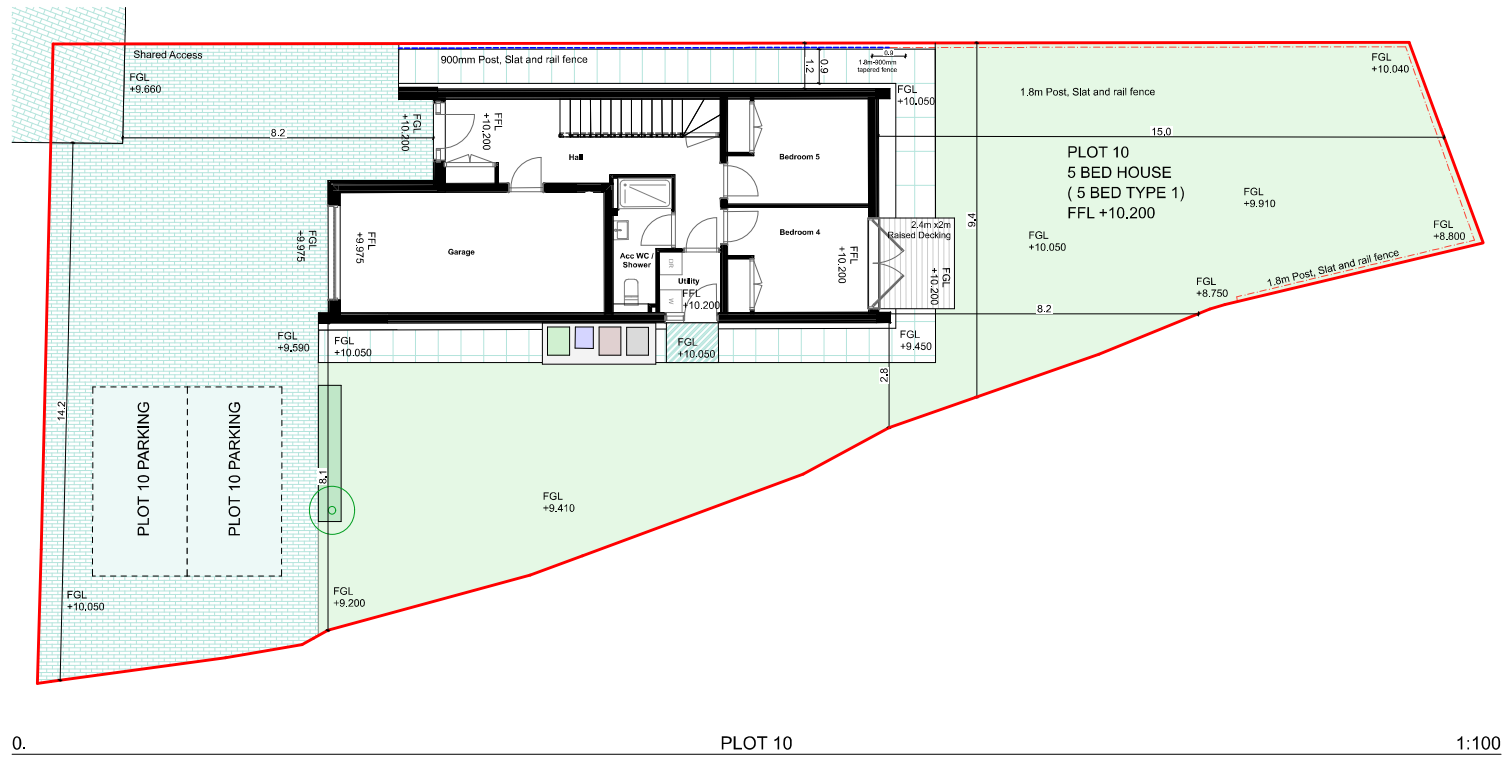 Shared Access
FGL
+9.660
900mm Post, Slat and rail fence
1.2
0.9
0.9
1.8m-900mm
tapered fence
FGL
+10.040
FGL
+10.050
1.8m Post, Slat and rail fence
8.2
FGL
+10.200
FFL
+10.200
Hall
Bedroom 5
15.0
PLOT 10
5 BED HOUSE
( 5 BED TYPE 1)
FFL +10.200
FGL
+9.910
9.4
FGL
+10.050
FGL
+8.800
2.4m x2m
Raised Decking
FGL
+10.200
Bedroom 4
FFL
+10.200
FGL
+9.975
FFL
+9.975
Garage
Acc WC /
Shower
DR
Utility
FFL
+10.200
W
1.8m Post, Slat and rail fence
FGL
+8.750
8.2
FGL
+9.590
FGL
+10.050
FGL
+10.050
FGL
+9.450
2.8
14.2
PLOT 10 PARKING
PLOT 10 PARKING
8.1
FGL
+9.410
FGL
+10.050
FGL
+9.200
0.
PLOT 10
1:100